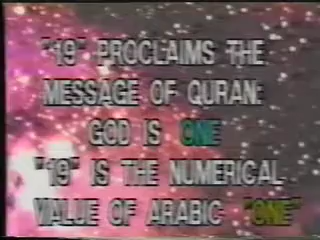 "19" PROCLAIMS THE
MESSAGE OF QURAN:
GOD IS ONE
"19" IS THE NUMERICAL
VALUE OF ARABIC "ONE"